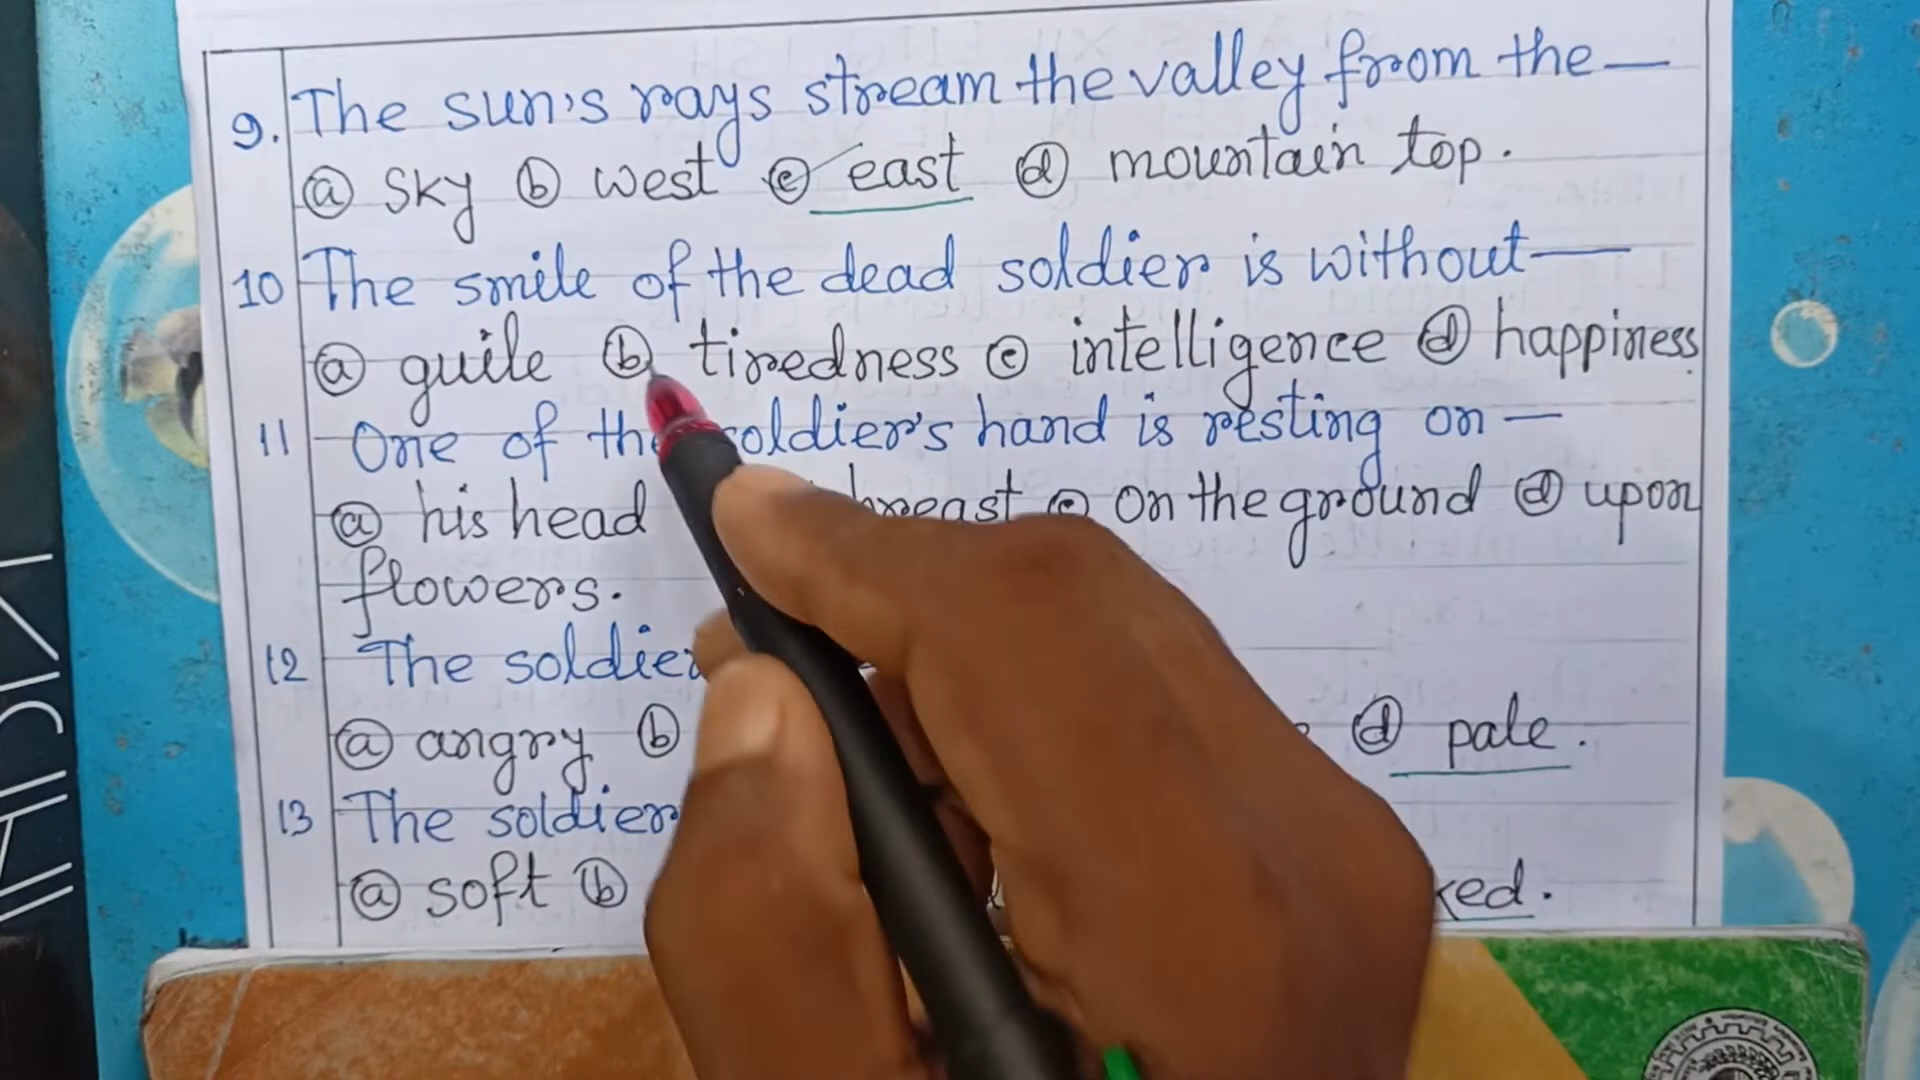 9. The sun's rays stream the valley from the —
ⓐ sky ⓑ west ⓒ east ⓓ mountain top.
10 The smile of the dead soldier is without —
ⓐ guile ⓑ tiredness ⓒ intelligence ⓓ happiness.
11 One of the soldier's hand is resting on —
ⓐ his head breast ⓒ on the ground ⓓ upon
flowers.
12 The soldier
ⓐ angry ⓑ ⓓ pale.
13 The soldier
ⓐ soft ⓑ